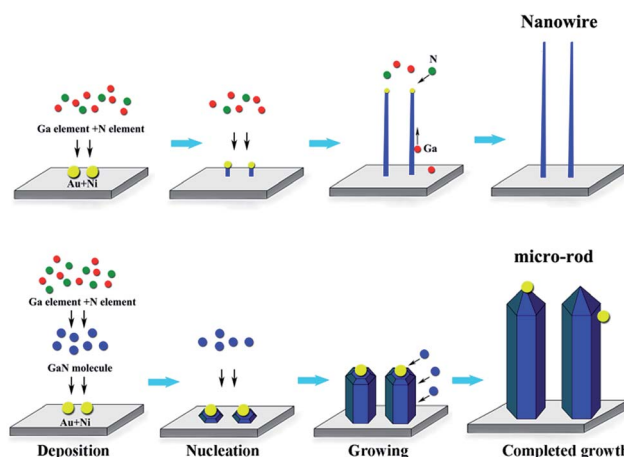 Nanowire
N
Ga element +N element
Ga
Au+Ni
micro-rod
Ga element +N element
GaN molecule
Au+Ni
Deposition
Nucleation
Growing
Completed growth